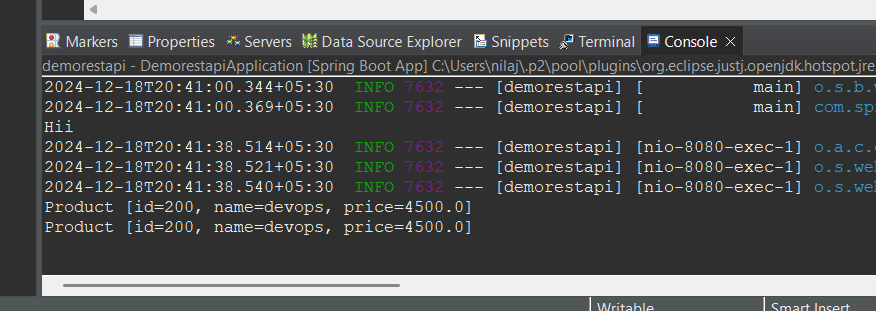 Markers Properties Servers Data Source Explorer Snippets Terminal Console
demorestapi - DemorestapiApplication [Spring Boot App] C:\Users\nilaj\.p2\pool\plugins\org.eclipse.justj.openjdk.hotspot.jre
2024-12-18T20:41:00.344+05:30 INFO 7632 --- [demorestapi] [ main] o.s.b.
2024-12-18T20:41:00.369+05:30 INFO 7632 --- [demorestapi] [ main] com.sp
Hii
2024-12-18T20:41:38.514+05:30 INFO 7632 --- [demorestapi] [nio-8080-exec-1] o.a.c.
2024-12-18T20:41:38.521+05:30 INFO 7632 --- [demorestapi] [nio-8080-exec-1] o.s.we
2024-12-18T20:41:38.540+05:30 INFO 7632 --- [demorestapi] [nio-8080-exec-1] o.s.we
Product [id=200, name=devops, price=4500.0]
Product [id=200, name=devops, price=4500.0]
Writable Smart Insert